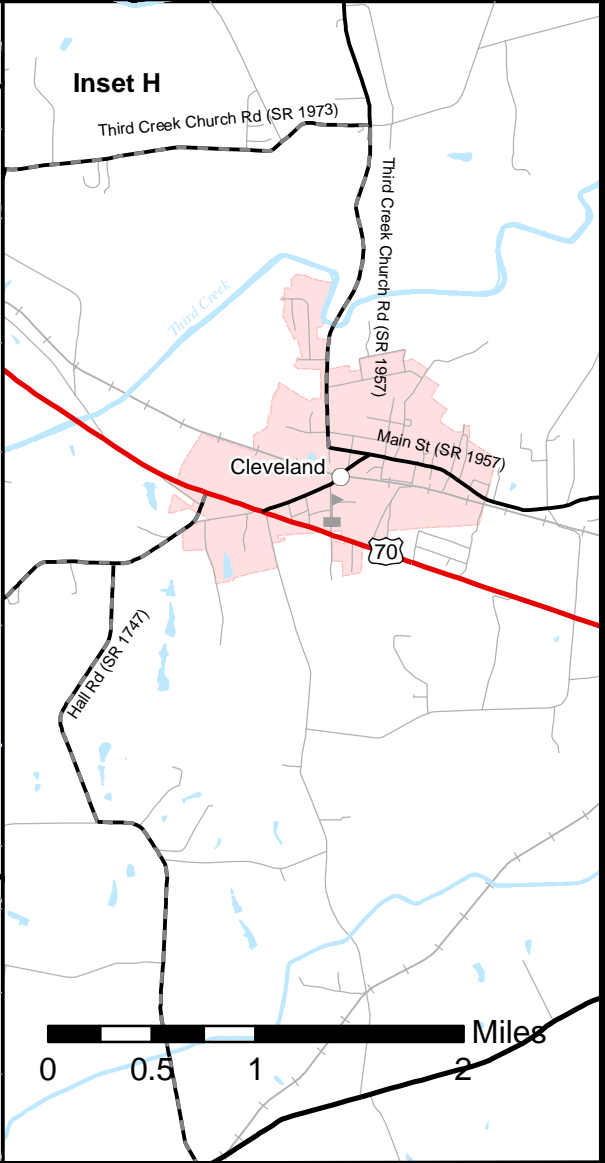 Inset H
Third Creek Church Rd (SR 1973)
Third Creek Church Rd (SR 1957)
Third Creek
Main St (SR 1957)
Cleveland
70
Hall Rd (SR 1747)
Miles
0 0.5 1 2